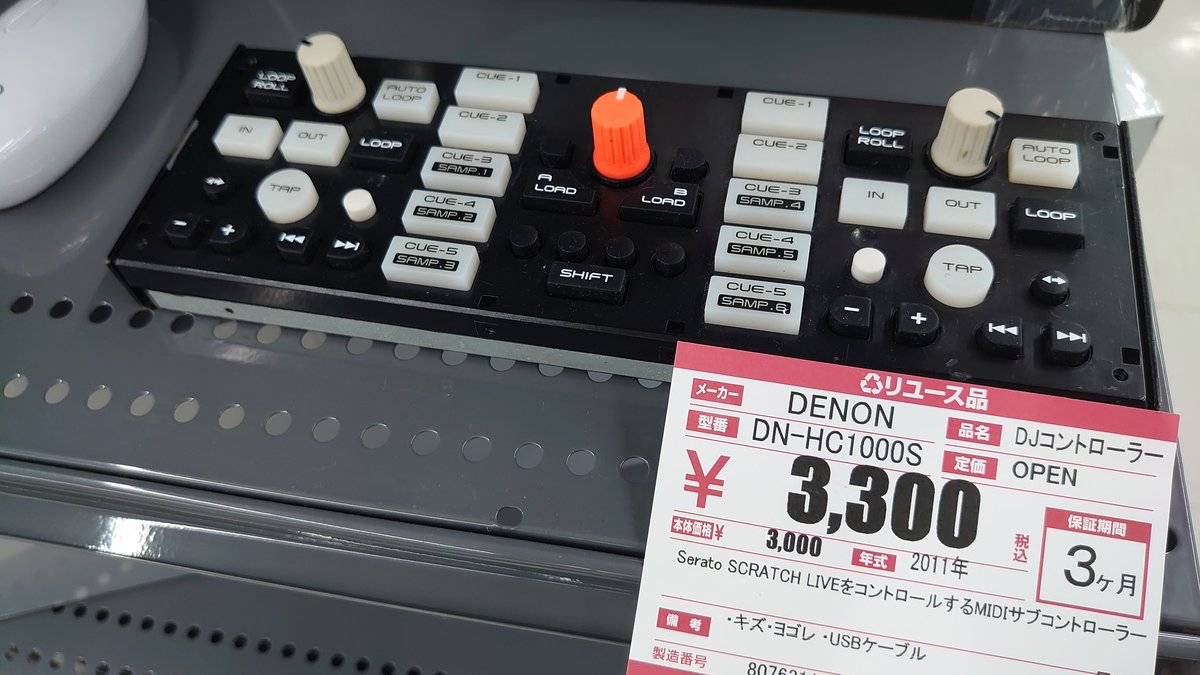 LOOP
ROLL
AUTO
LOOP
IN
OUT
LOOP
TAP
−
+
CUE-1
CUE-2
CUE-3
SAMP.1
CUE-4
SAMP.2
CUE-5
SAMP.3
A
LOAD
B
LOAD
SHIFT
CUE-1
CUE-2
CUE-3
SAMP.4
CUE-4
SAMP.5
CUE-5
SAMP.6
LOOP
ROLL
AUTO
LOOP
IN
OUT
LOOP
TAP
−
+
リユース品
メーカー DENON
型番 DN-HC1000S
品名 DJコントローラー
定価 OPEN
¥3,300 税込
本体価格¥ 3,000
年式 2011年
保証期間
3ヶ月
Serato SCRATCH LIVEをコントロールするMIDIサブコントローラー
備考 ・キズ・ヨゴレ ・USBケーブル
製造番号